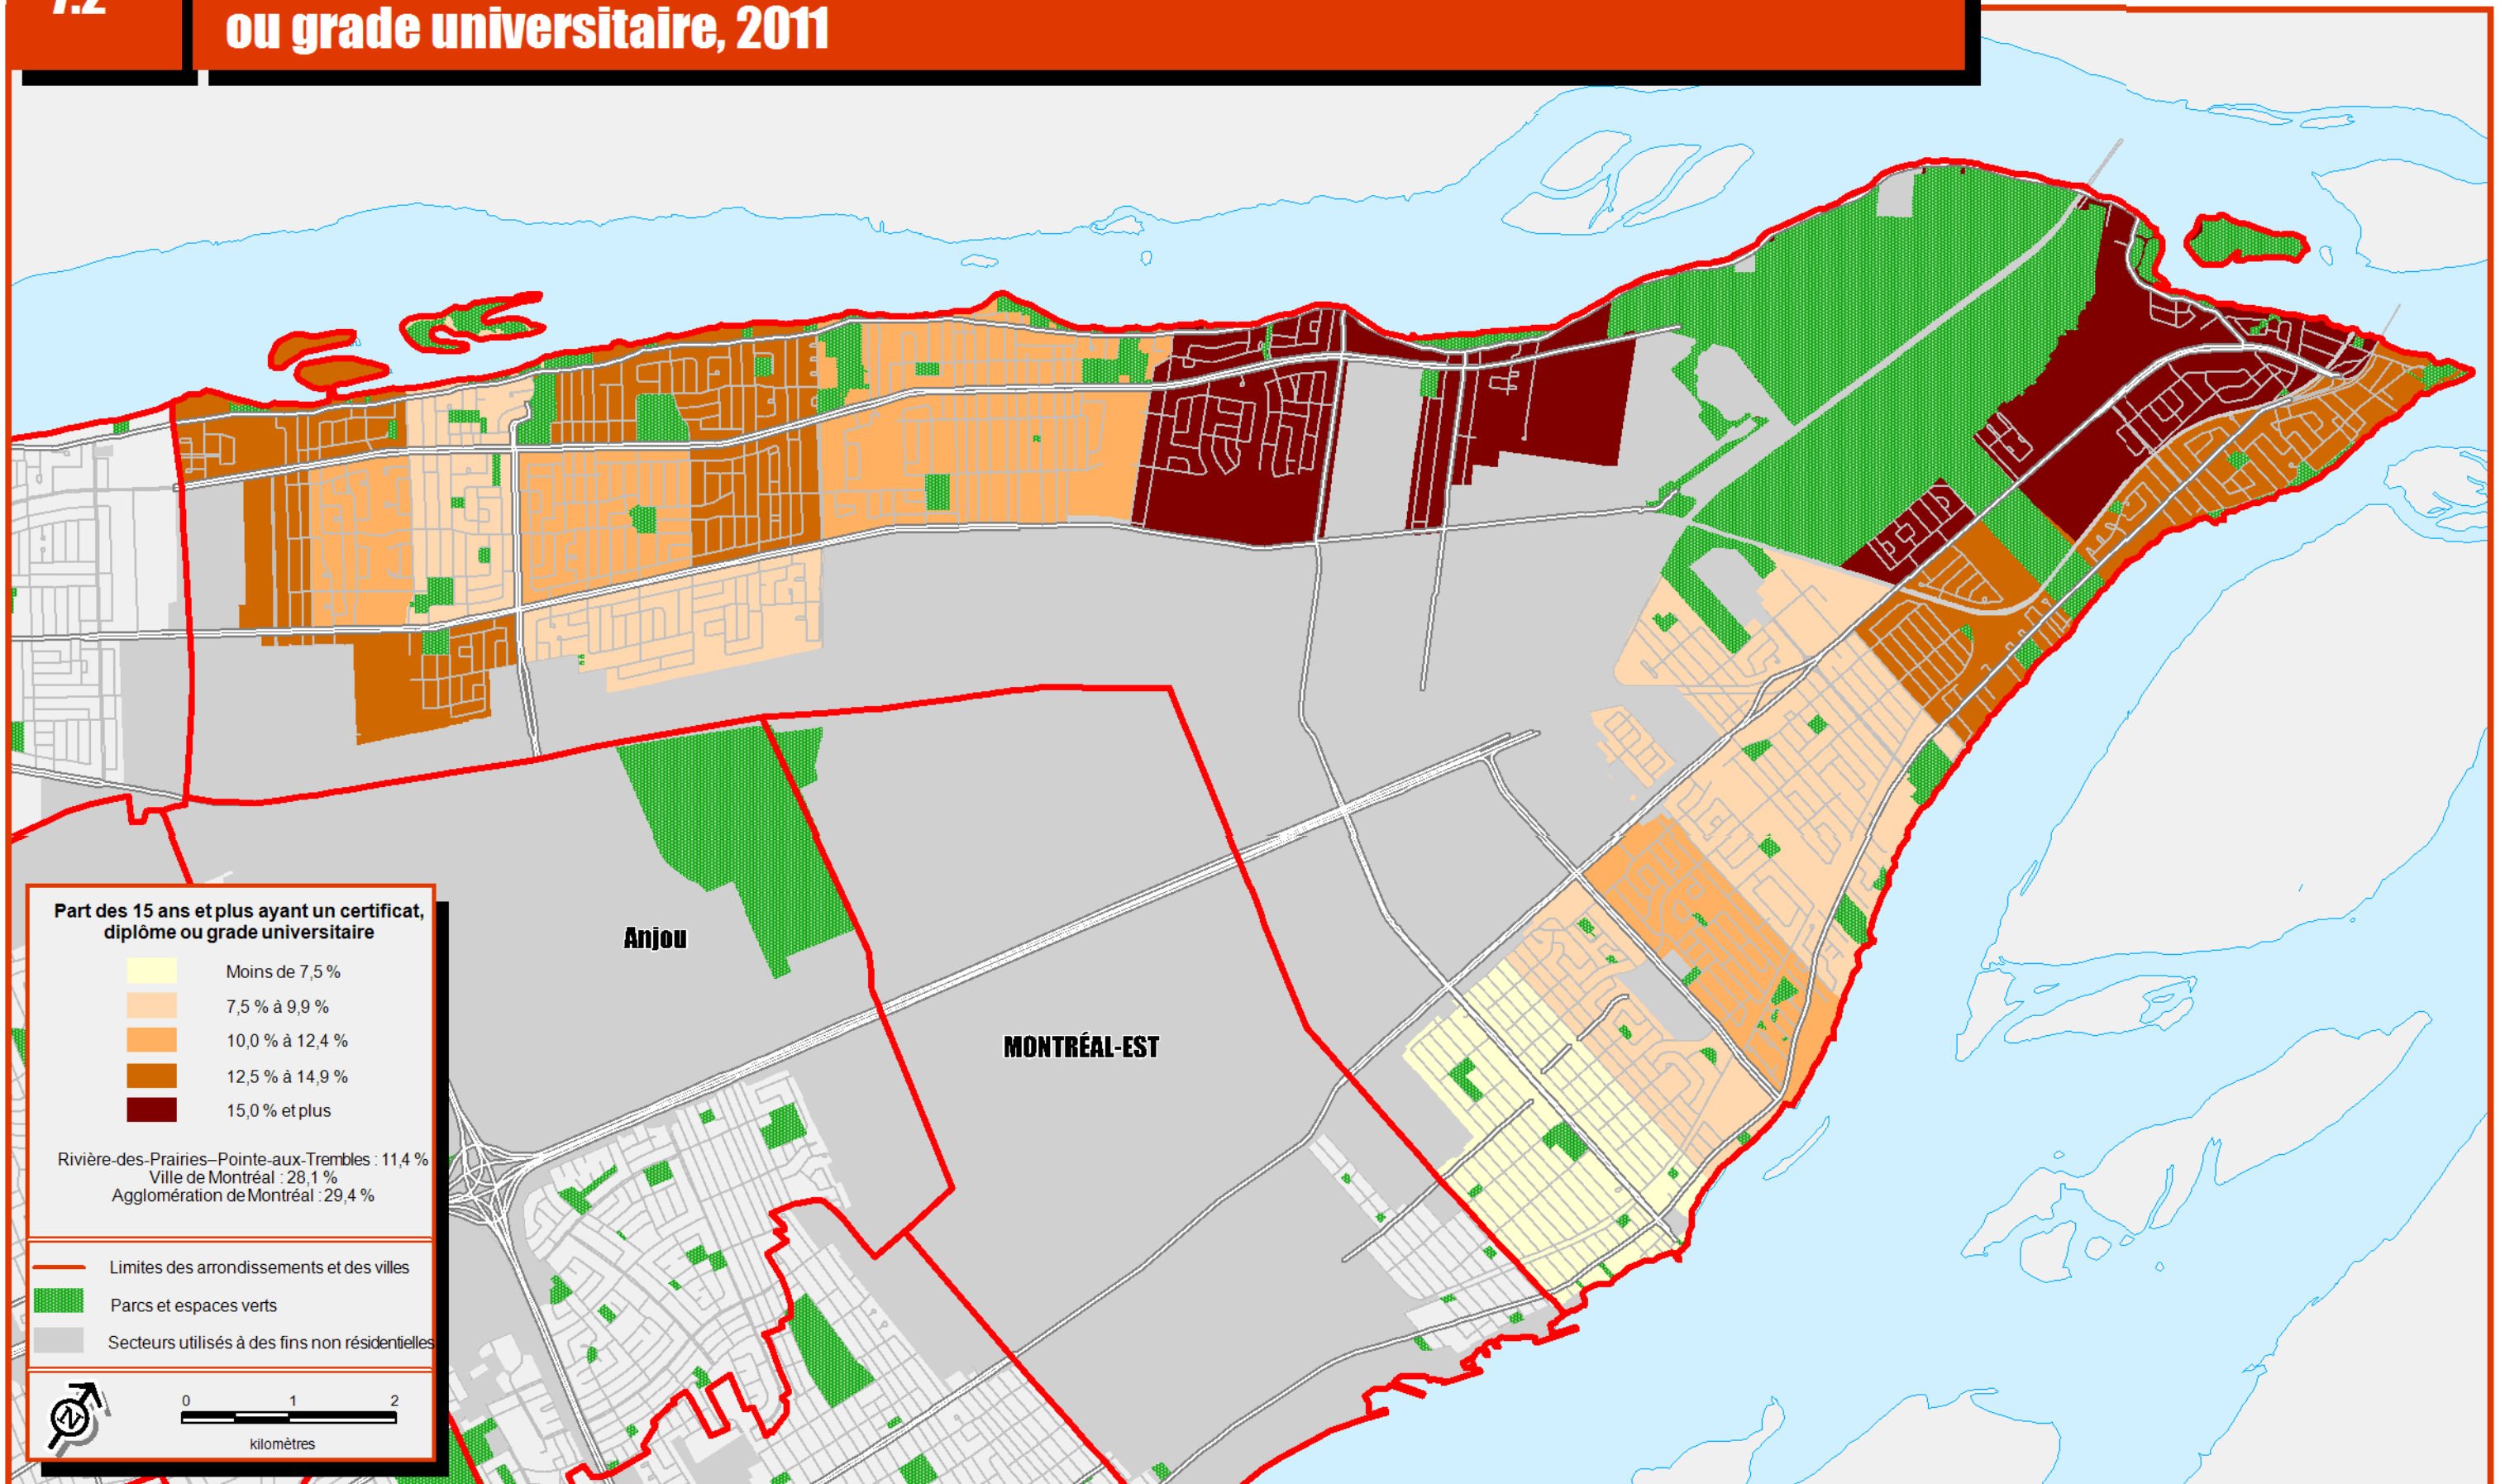 7.2
ou grade universitaire, 2011
Anjou
MONTRÉAL-EST
Part des 15 ans et plus ayant un certificat,
diplôme ou grade universitaire
Moins de 7,5 %
7,5 % à 9,9 %
10,0 % à 12,4 %
12,5 % à 14,9 %
15,0 % et plus
Rivière-des-Prairies–Pointe-aux-Trembles : 11,4 %
Ville de Montréal : 28,1 %
Agglomération de Montréal : 29,4 %
Limites des arrondissements et des villes
Parcs et espaces verts
Secteurs utilisés à des fins non résidentielles
N
0 1 2
kilomètres